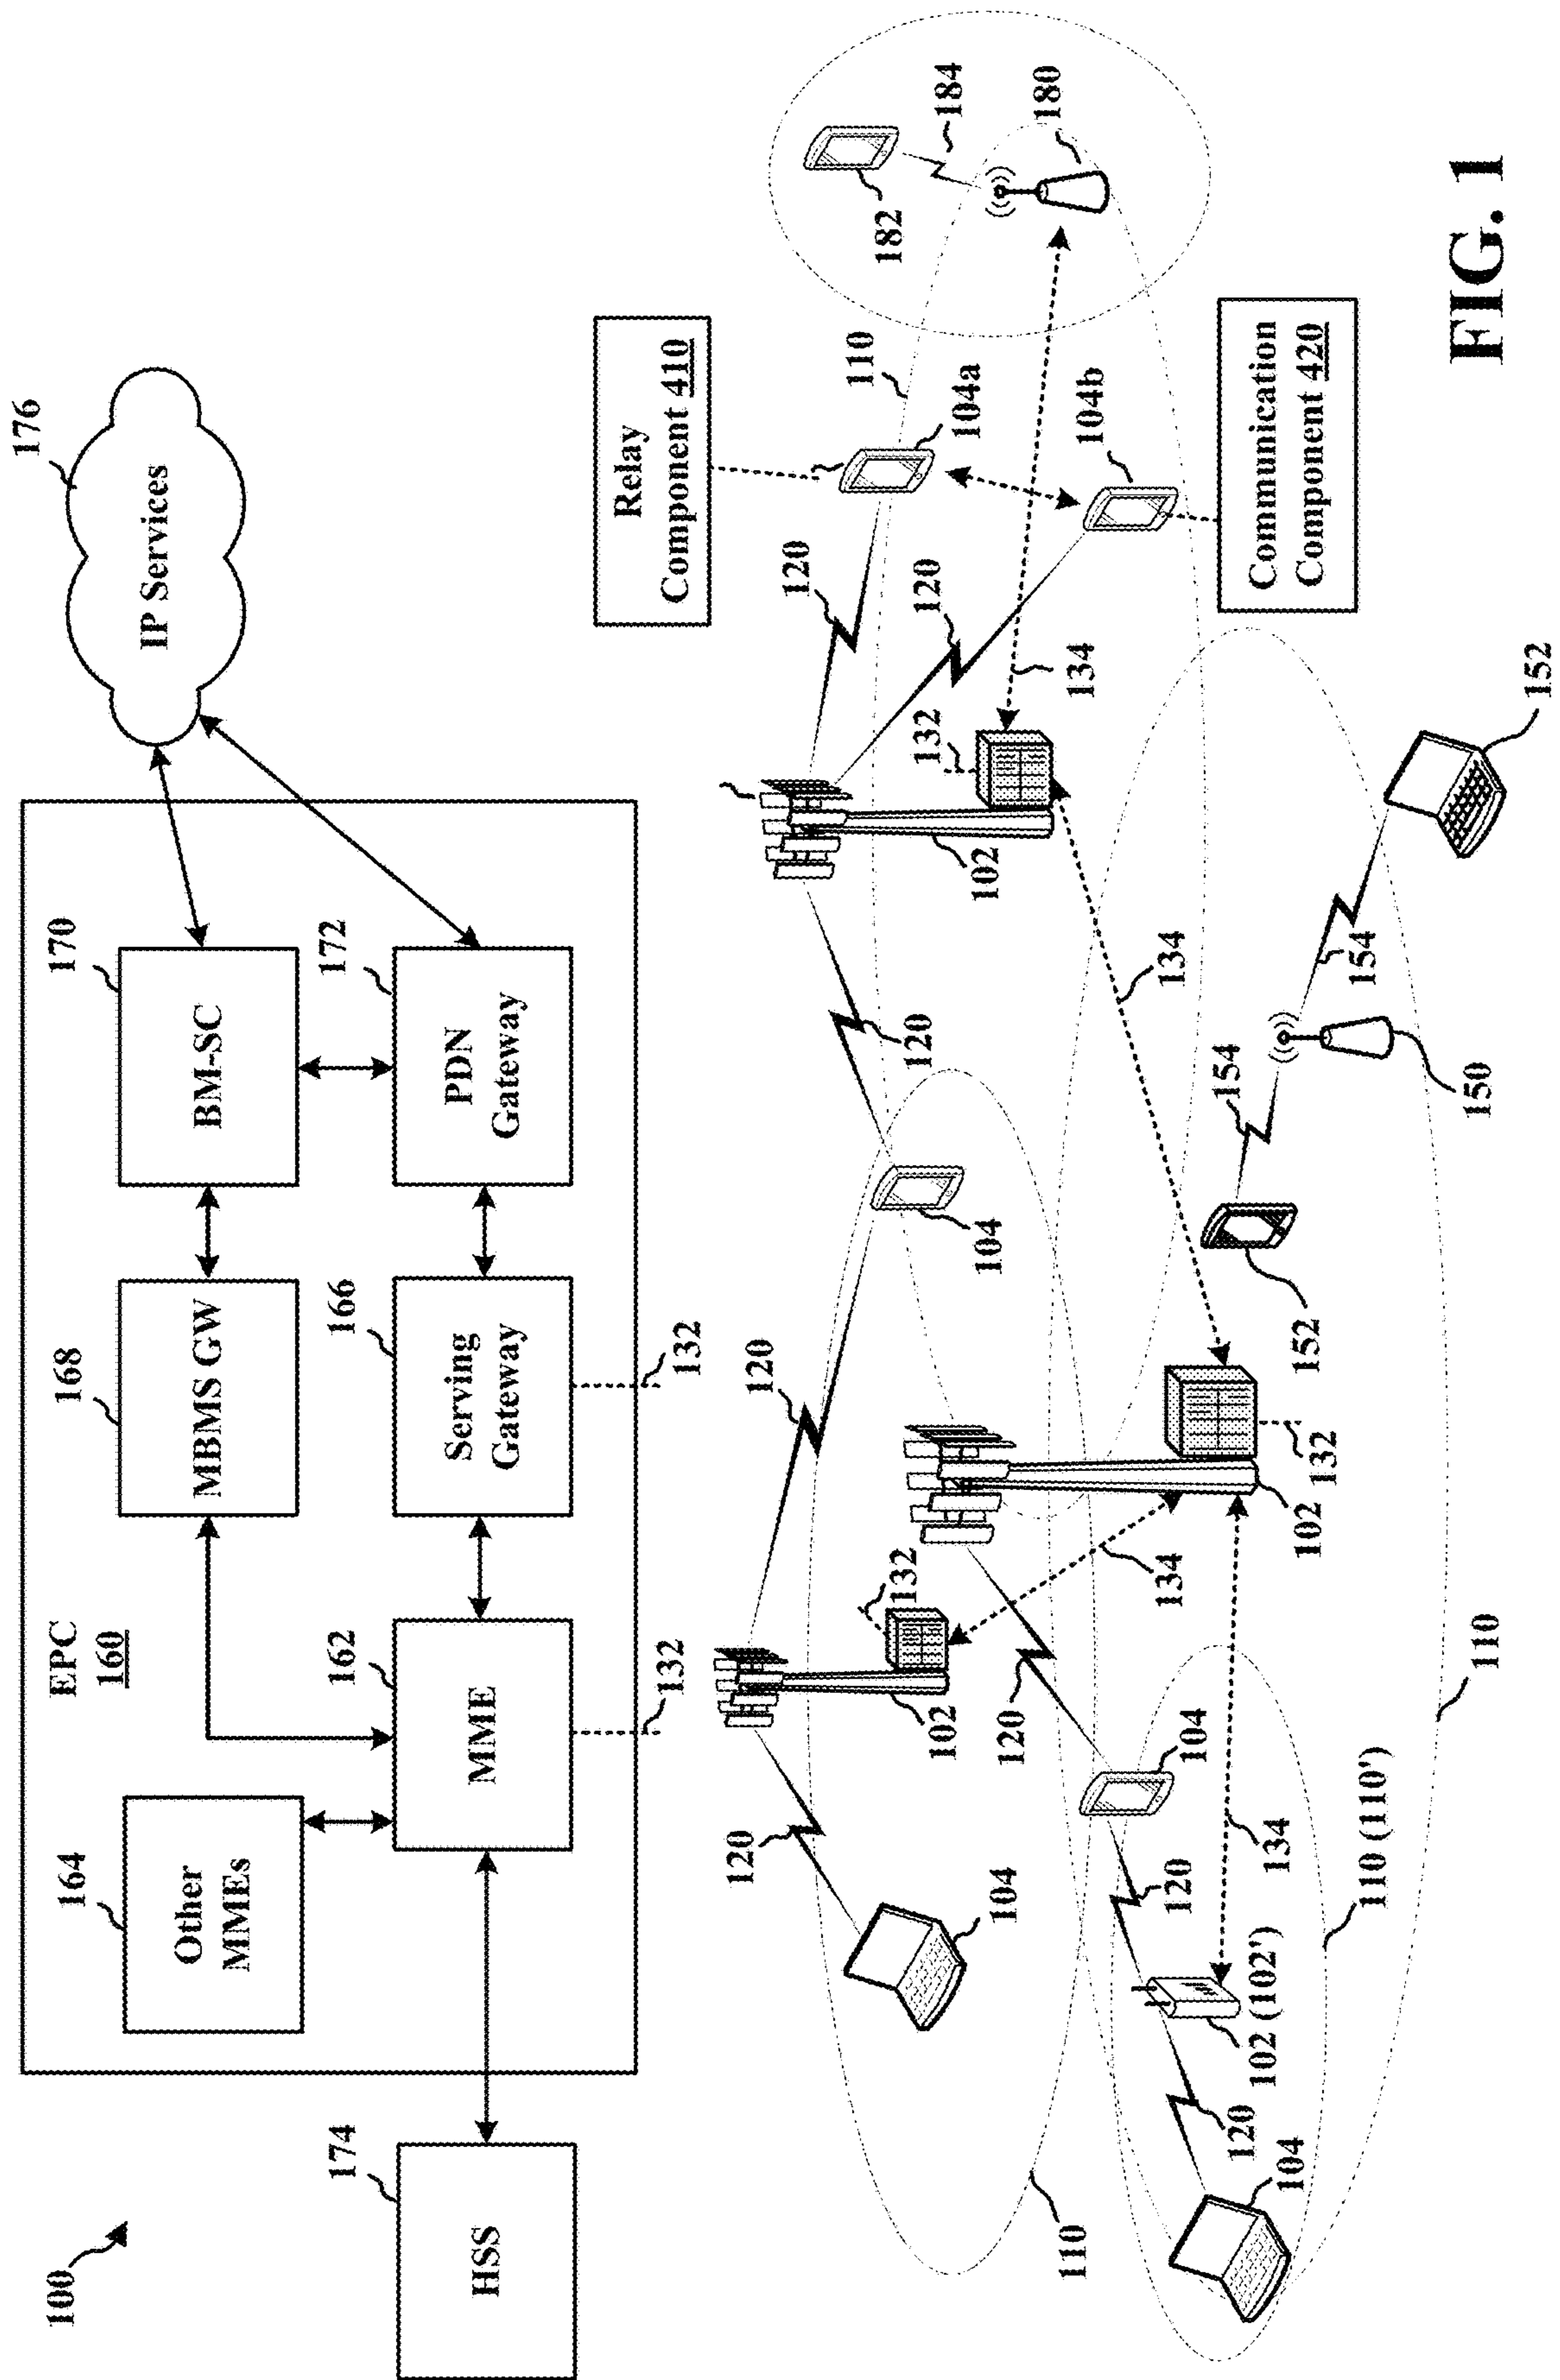 100
EPC
160
164
Other
MMEs
162
MME
168
MBMS GW
166
Serving
Gateway
170
BM-SC
172
PDN
Gateway
176
IP Services
174
HSS
132
132
Relay
Component 410
Communication
Component 420
110
104a
104b
120
120
134
132
102
182
184
180
120
104
120
134
132
102
120
104
110
134
132
102
120
104
120
134
102 (102')
120
104
110 (110')
110
152
154
150
154
152
FIG. 1